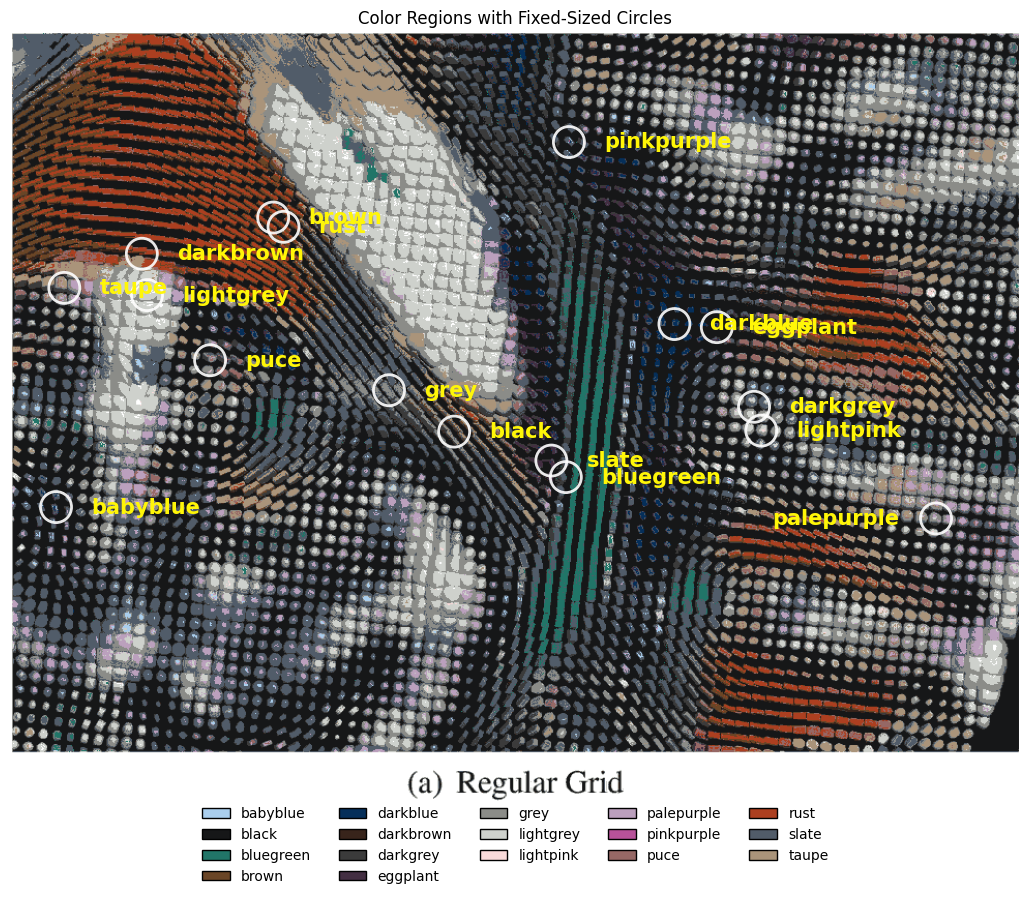 Color Regions with Fixed-Sized Circles
pinkpurple
brown
rust
darkbrown
taupe
lightgrey
darkblue
eggplant
puce
grey
darkgrey
black
lightpink
slate
bluegreen
babyblue
palepurple
(a) Regular Grid
babyblue darkblue grey palepurple rust
black darkbrown lightgrey pinkpurple slate
bluegreen darkgrey lightpink puce taupe
brown eggplant